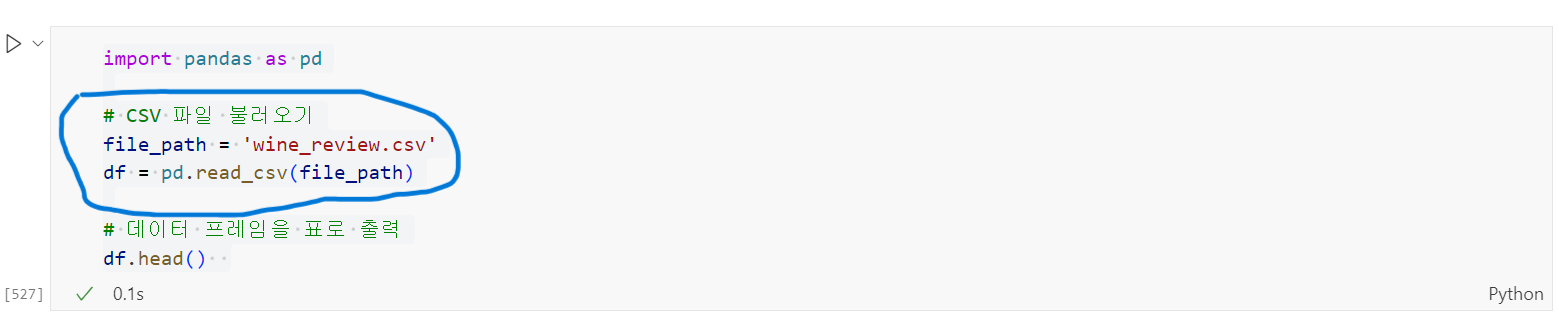 import pandas as pd
# CSV 파일 불러오기
file_path = 'wine_review.csv'
df = pd.read_csv(file_path)
# 데이터 프레임을 표로 출력
df.head()
[527] 0.1s Python